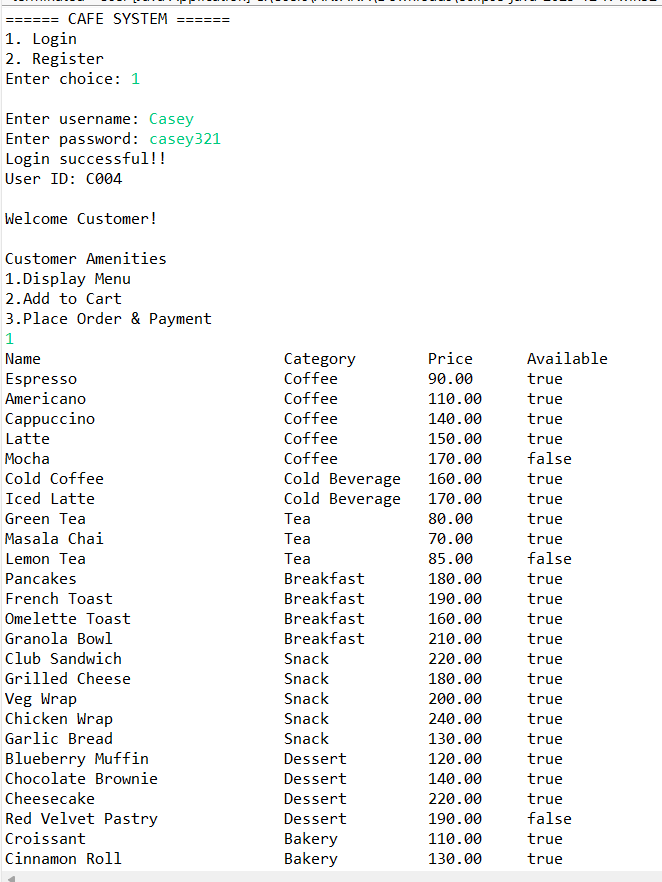 ====== CAFE SYSTEM ======
1. Login
2. Register
Enter choice: 1
Enter username: Casey
Enter password: casey321
Login successful!!
User ID: C004
Welcome Customer!
Customer Amenities
1.Display Menu
2.Add to Cart
3.Place Order & Payment
1
Name Category Price Available
Espresso Coffee 90.00 true
Americano Coffee 110.00 true
Cappuccino Coffee 140.00 true
Latte Coffee 150.00 true
Mocha Coffee 170.00 false
Cold Coffee Cold Beverage 160.00 true
Iced Latte Cold Beverage 170.00 true
Green Tea Tea 80.00 true
Masala Chai Tea 70.00 true
Lemon Tea Tea 85.00 false
Pancakes Breakfast 180.00 true
French Toast Breakfast 190.00 true
Omelette Toast Breakfast 160.00 true
Granola Bowl Breakfast 210.00 true
Club Sandwich Snack 220.00 true
Grilled Cheese Snack 180.00 true
Veg Wrap Snack 200.00 true
Chicken Wrap Snack 240.00 true
Garlic Bread Snack 130.00 true
Blueberry Muffin Dessert 120.00 true
Chocolate Brownie Dessert 140.00 true
Cheesecake Dessert 220.00 true
Red Velvet Pastry Dessert 190.00 false
Croissant Bakery 110.00 true
Cinnamon Roll Bakery 130.00 true